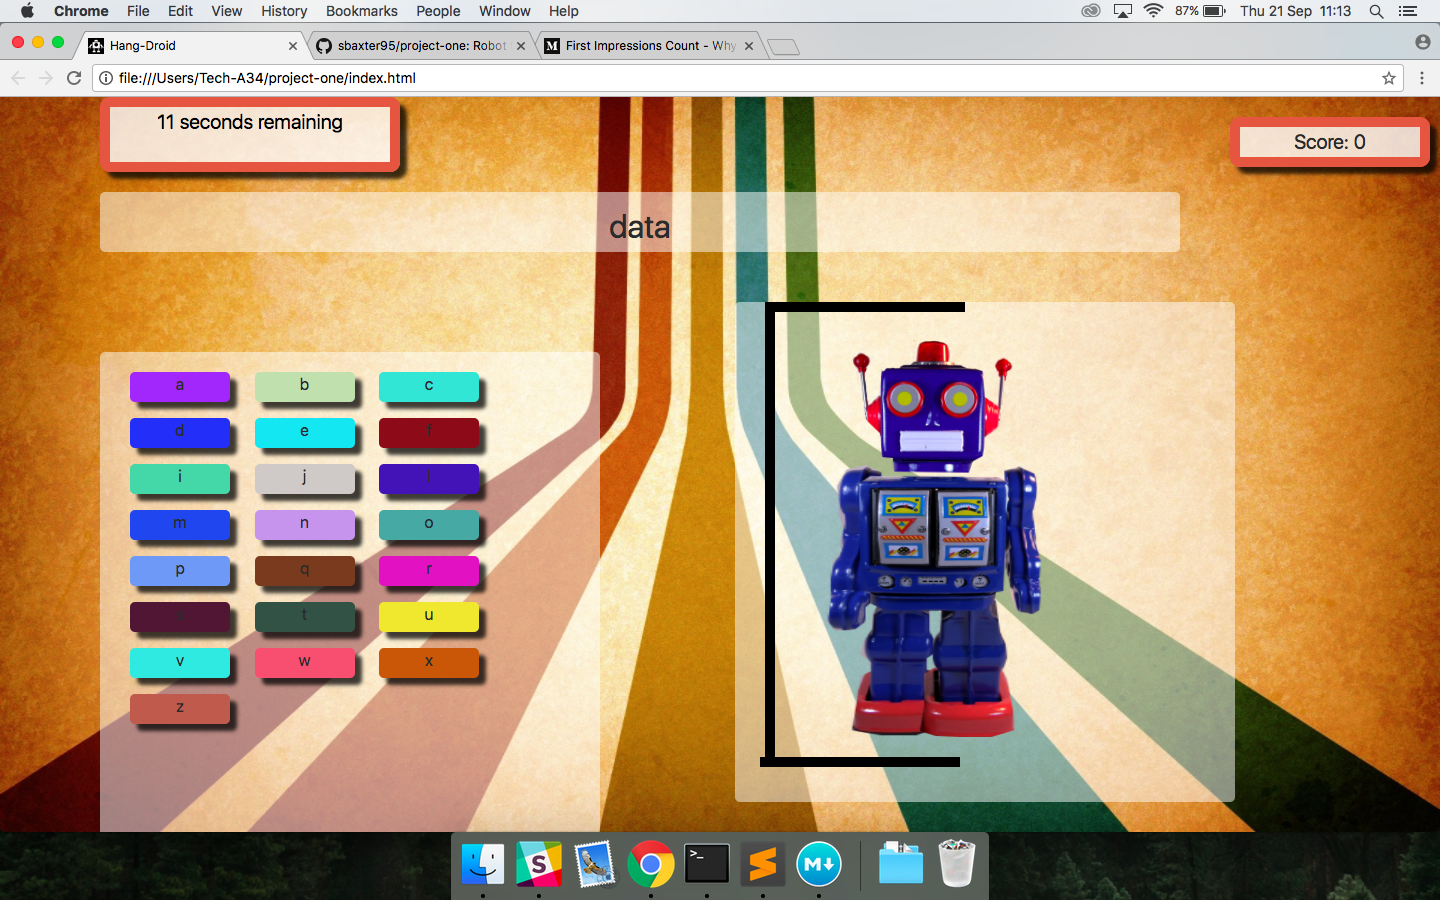 Chrome File Edit View History Bookmarks People Window Help 87% Thu 21 Sep 11:13
Hang-Droid sbaxter95/project-one: Robot First Impressions Count - Why
file:///Users/Tech-A34/project-one/index.html
11 seconds remaining
Score: 0
data
a b c
d e f
i j l
m n o
p q r
s t u
v w x
z